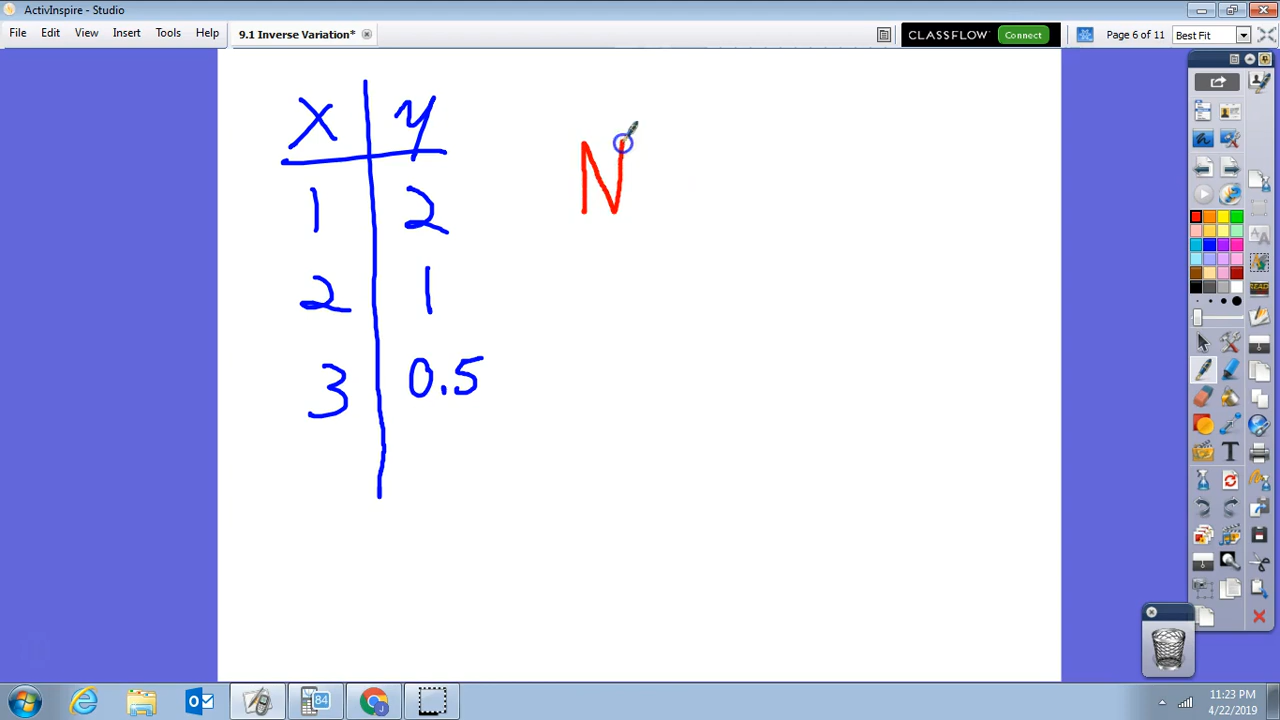 ActivInspire - Studio
File Edit View Insert Tools Help
9.1 Inverse Variation*
CLASSFLOW Connect
Page 6 of 11
Best Fit
x y
1 2
2 1
3 0.5
N
84
11:23 PM
4/22/2019